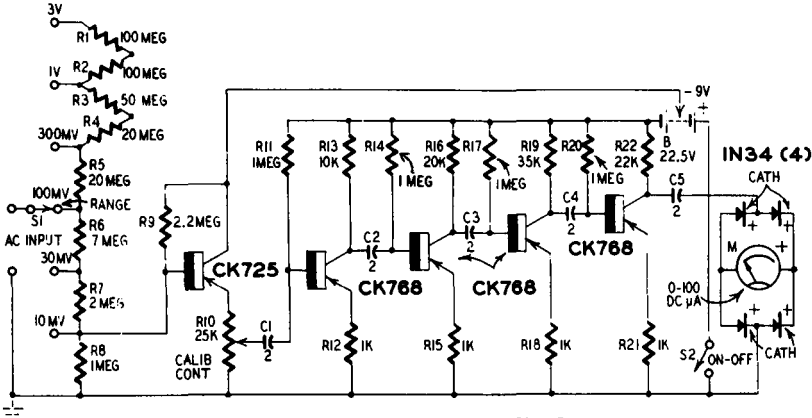 3V
R1
100 MEG
R2
100MEG
1V
R3
50 MEG
R4
20 MEG
300MV
R5
20 MEG
100MV
RANGE
S1
R6
7 MEG
AC INPUT
30MV
R7
2 MEG
10 MV
R8
1MEG
R9
2.2MEG
CK725
R10
25K
CALIB
CONT
C1
2
R11
1MEG
R13
10K
R14
1 MEG
C2
2
CK768
R12
1K
R16
20K
R17
1MEG
C3
2
CK768
R15
1K
R19
35K
R20
1MEG
C4
2
CK768
R18
1K
R22
22K
C5
2
R21
1K
-9V
+
B
22.5V
1N34 (4)
CATH
+
+
M
+
0-100
DC µA
+
+
CATH
S2
ON-OFF